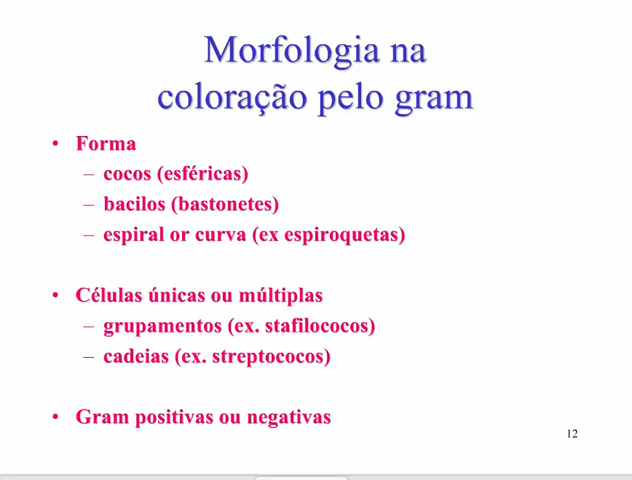 Morfologia na
coloração pelo gram
• Forma
– cocos (esféricas)
– bacilos (bastonetes)
– espiral or curva (ex espiroquetas)
• Células únicas ou múltiplas
– grupamentos (ex. stafilococos)
– cadeias (ex. streptococos)
• Gram positivas ou negativas
12